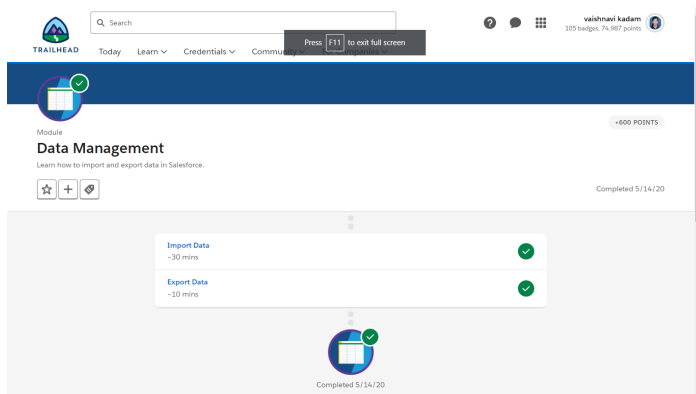 Search
Press F11 to exit full screen
vaishnavi kadam
105 badges, 74,987 points
TRAILHEAD
Today Learn Credentials Community Companies
+600 POINTS
Module
Data Management
Learn how to import and export data in Salesforce.
Completed 5/14/20
Import Data
~30 mins
Export Data
~10 mins
Completed 5/14/20